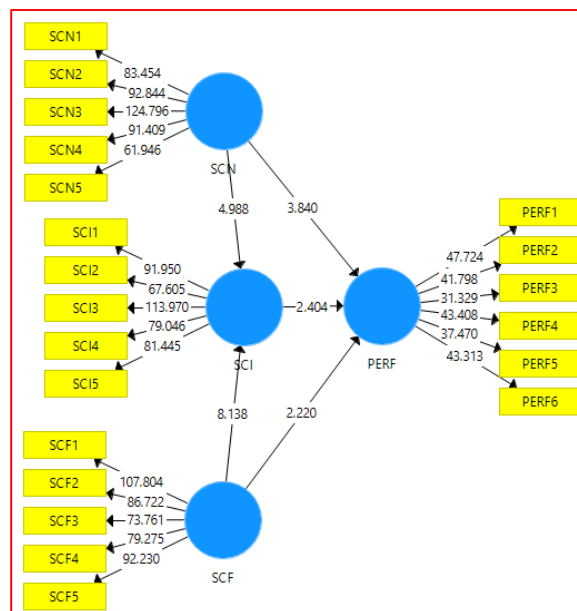 SCN1
SCN2
SCN3
SCN4
SCN5
83.454
92.844
124.796
91.409
61.946
SCN
4.988
3.840
SCI1
SCI2
SCI3
SCI4
SCI5
91.950
67.605
113.970
79.046
81.445
SCI
2.404
PERF
47.724
41.798
31.329
43.408
37.470
43.313
PERF1
PERF2
PERF3
PERF4
PERF5
PERF6
8.138
2.220
SCF1
SCF2
SCF3
SCF4
SCF5
107.804
86.722
73.761
79.275
92.230
SCF